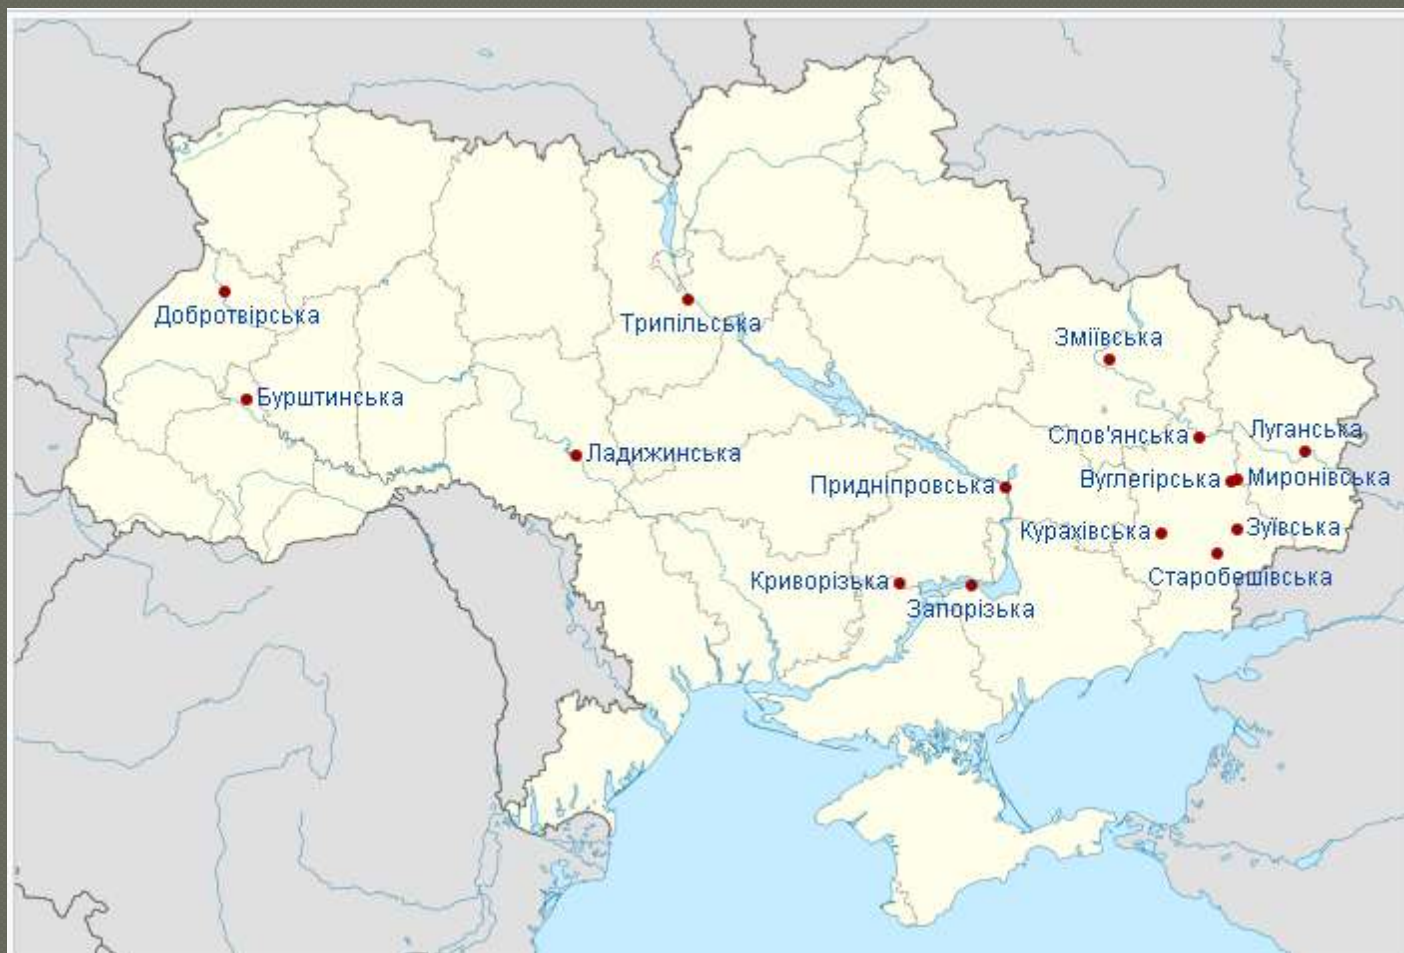 Добротвірська
Трипільська
Зміївська
Бурштинська
Слов'янська
Луганська
Ладижинська
Вуглегірська
Миронівська
Придніпровська
Курахівська
Зуївська
Старобешівська
Криворізька
Запорізька